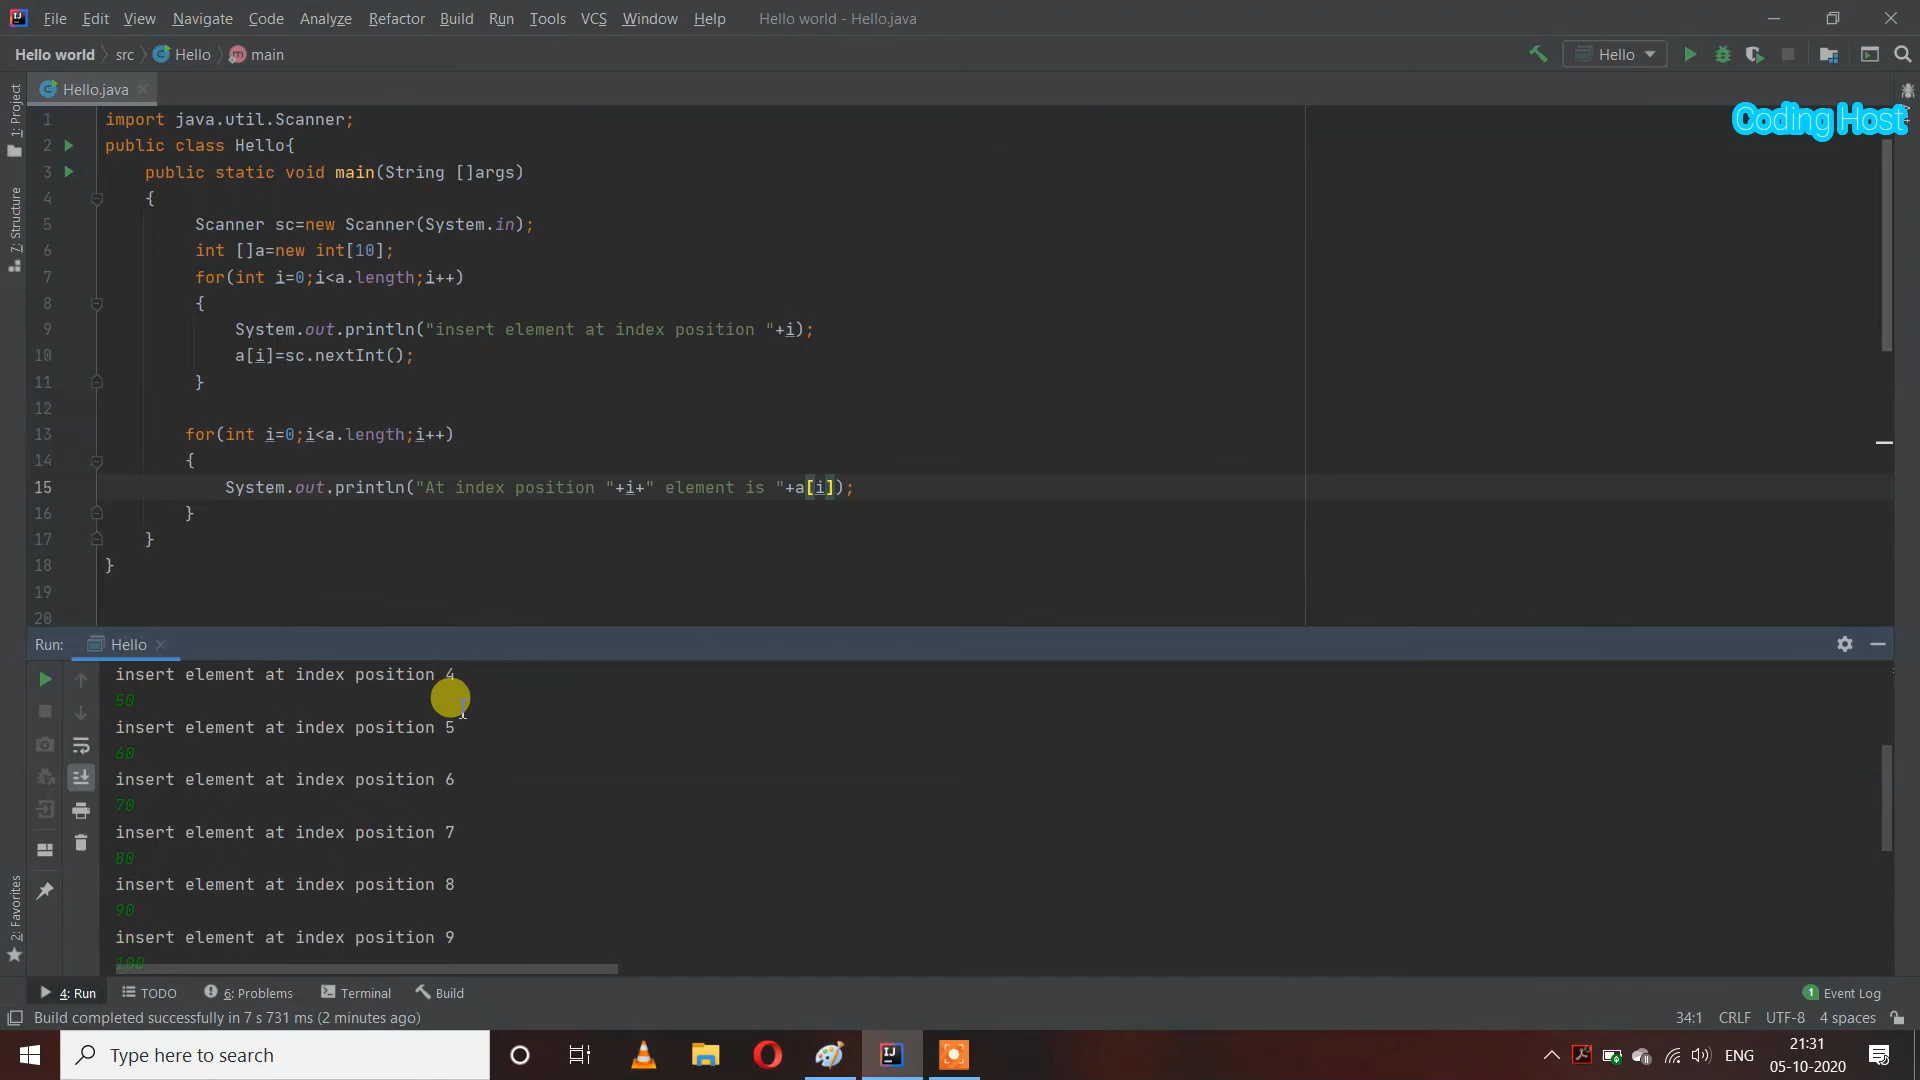 File Edit View Navigate Code Analyze Refactor Build Run Tools VCS Window Help Hello world - Hello.java
Hello world src Hello main Hello
Hello.java
Coding Host
1: Project
7: Structure
2: Favorites
1 import java.util.Scanner;
2 public class Hello{
3 public static void main(String []args)
4 {
5 Scanner sc=new Scanner(System.in);
6 int []a=new int[10];
7 for(int i=0;i<a.length;i++)
8 {
9 System.out.println("insert element at index position "+i);
10 a[i]=sc.nextInt();
11 }
12
13 for(int i=0;i<a.length;i++)
14 {
15 System.out.println("At index position "+i+" element is "+a[i]);
16 }
17 }
18 }
19
20
Run: Hello
insert element at index position 4
50
insert element at index position 5
60
insert element at index position 6
70
insert element at index position 7
80
insert element at index position 8
90
insert element at index position 9
100
4: Run TODO 6: Problems Terminal Build 1 Event Log
Build completed successfully in 7 s 731 ms (2 minutes ago) 34:1 CRLF UTF-8 4 spaces
Type here to search ENG 21:31
05-10-2020